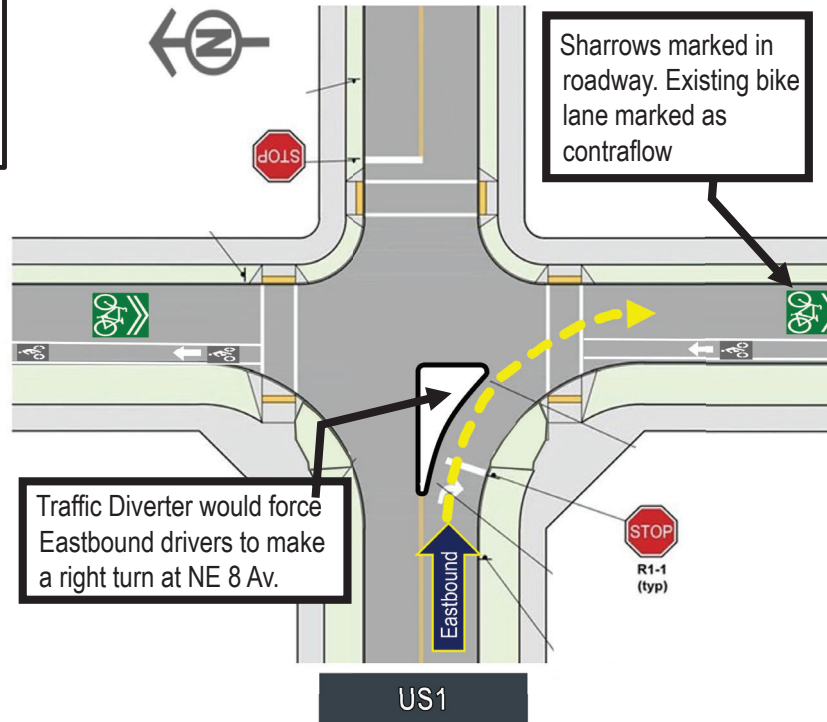 N
Sharrows marked in
roadway. Existing bike
lane marked as
contraflow
STOP
Traffic Diverter would force
Eastbound drivers to make
a right turn at NE 8 Av.
Eastbound
STOP
R1-1
(typ)
US1